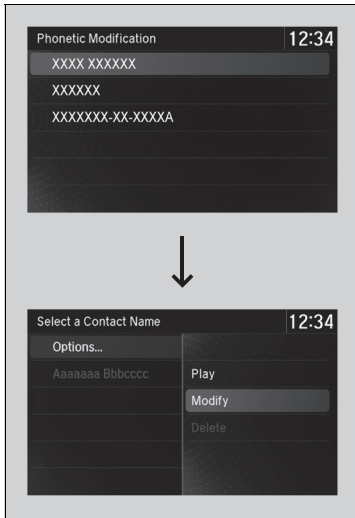 Phonetic Modification 12:34
XXXX XXXXXX
XXXXXX
XXXXXXX-XX-XXXXA
Select a Contact Name 12:34
Options...
Aaaaaaa Bbbcccc Play
Modify
Delete